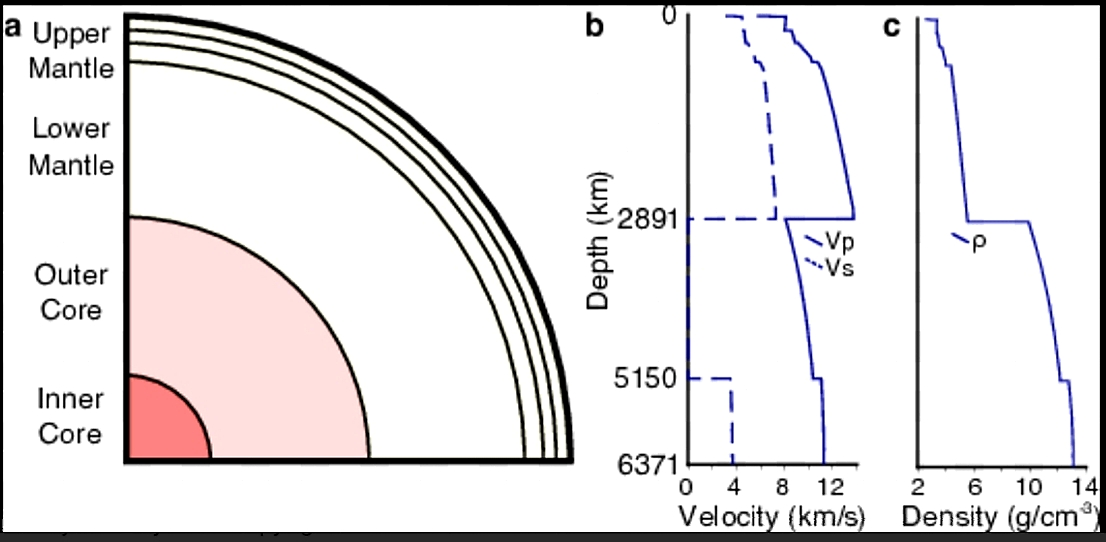 a
Upper
Mantle
Lower
Mantle
Outer
Core
Inner
Core
b
0
2891
5150
6371
Depth (km)
Vp
Vs
0 4 8 12
Velocity (km/s)
c
ρ
2 6 10 14
Density (g/cm⁻³)